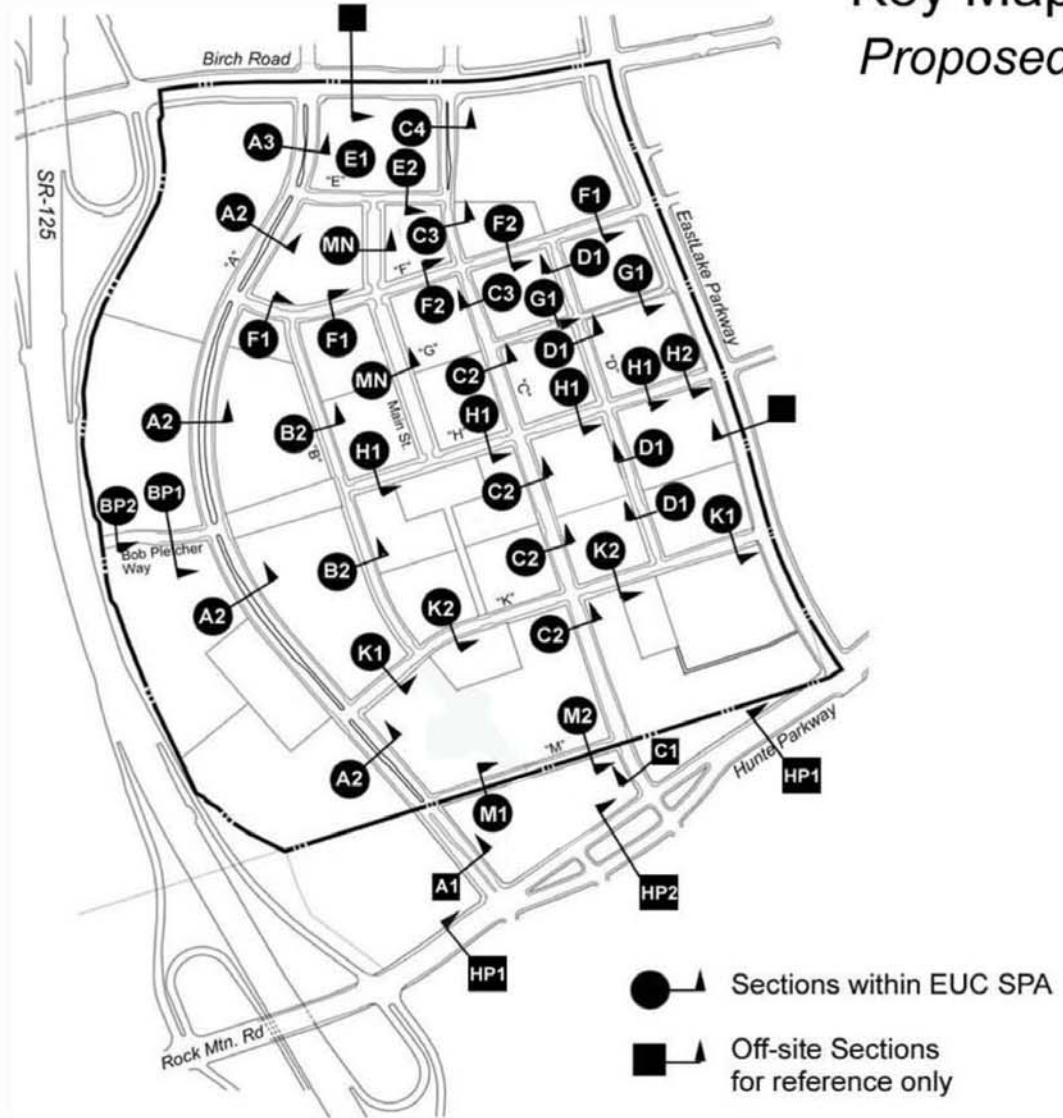 Key Map
Proposed
Birch Road
C4
A3
E1
E2
"E"
SR-125
F1
A2
MN
C3
F2
EastLake Parkway
"A"
"F"
D1
G1
F2
C3
G1
F1
F1
D1
"G"
C2
MN
"D"
H1
H2
"C"
H1
Main St.
H1
A2
B2
"H"
"B"
H1
D1
C2
BP2
BP1
D1
K1
Bob Pletcher
Way
B2
C2
K2
A2
K2
"K"
C2
K1
M2
"M"
C1
Hunte Parkway
A2
HP1
M1
A1
HP2
HP1
Rock Mtn. Rd
Sections within EUC SPA
Off-site Sections
for reference only